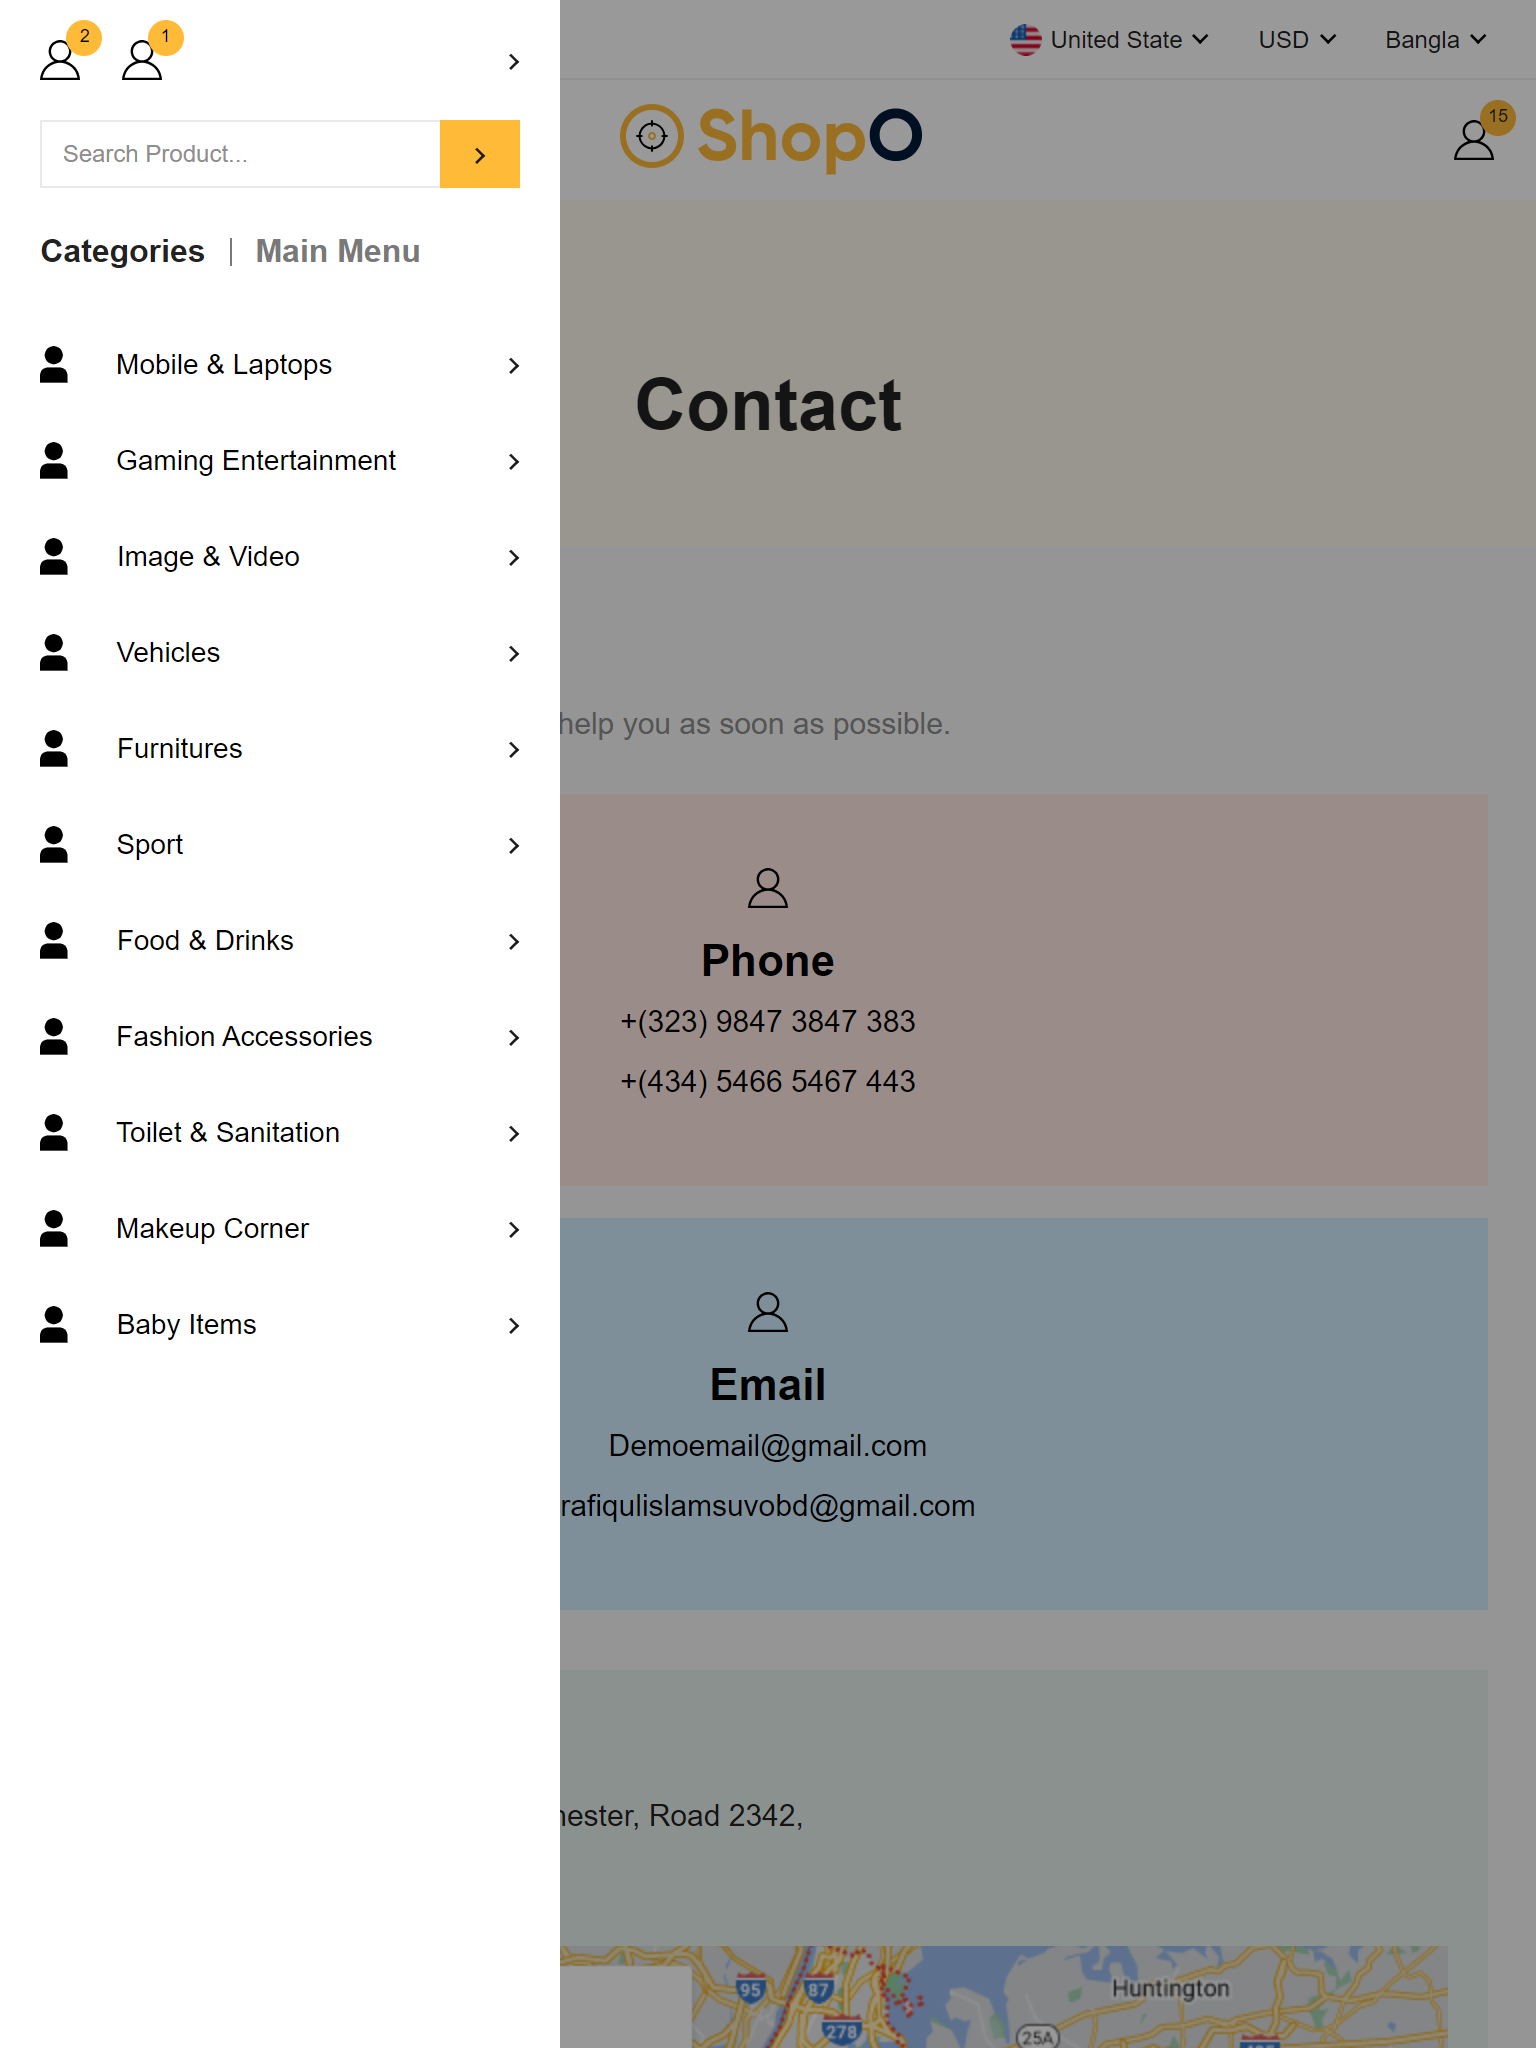 2
1
Search Product...
Categories
Main Menu
Mobile & Laptops
Gaming Entertainment
Image & Video
Vehicles
Furnitures
Sport
Food & Drinks
Fashion Accessories
Toilet & Sanitation
Makeup Corner
Baby Items
United State
USD
Bangla
ShopO
15
Contact
help you as soon as possible.
Phone
+(323) 9847 3847 383
+(434) 5466 5467 443
Email
Demoemail@gmail.com
rafiqulislamsuvobd@gmail.com
Road 2342,
95
87
278
Huntington
25A